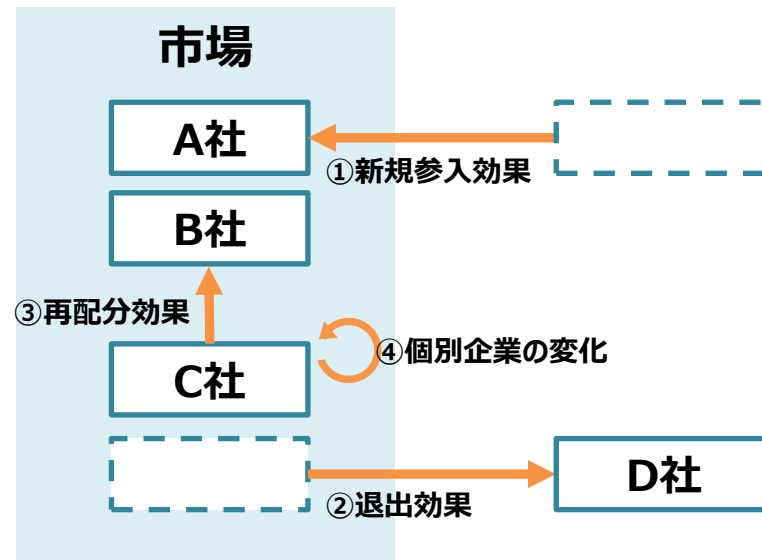 市場
A社
①新規参入効果
B社
③再配分効果
④個別企業の変化
C社
D社
②退出効果